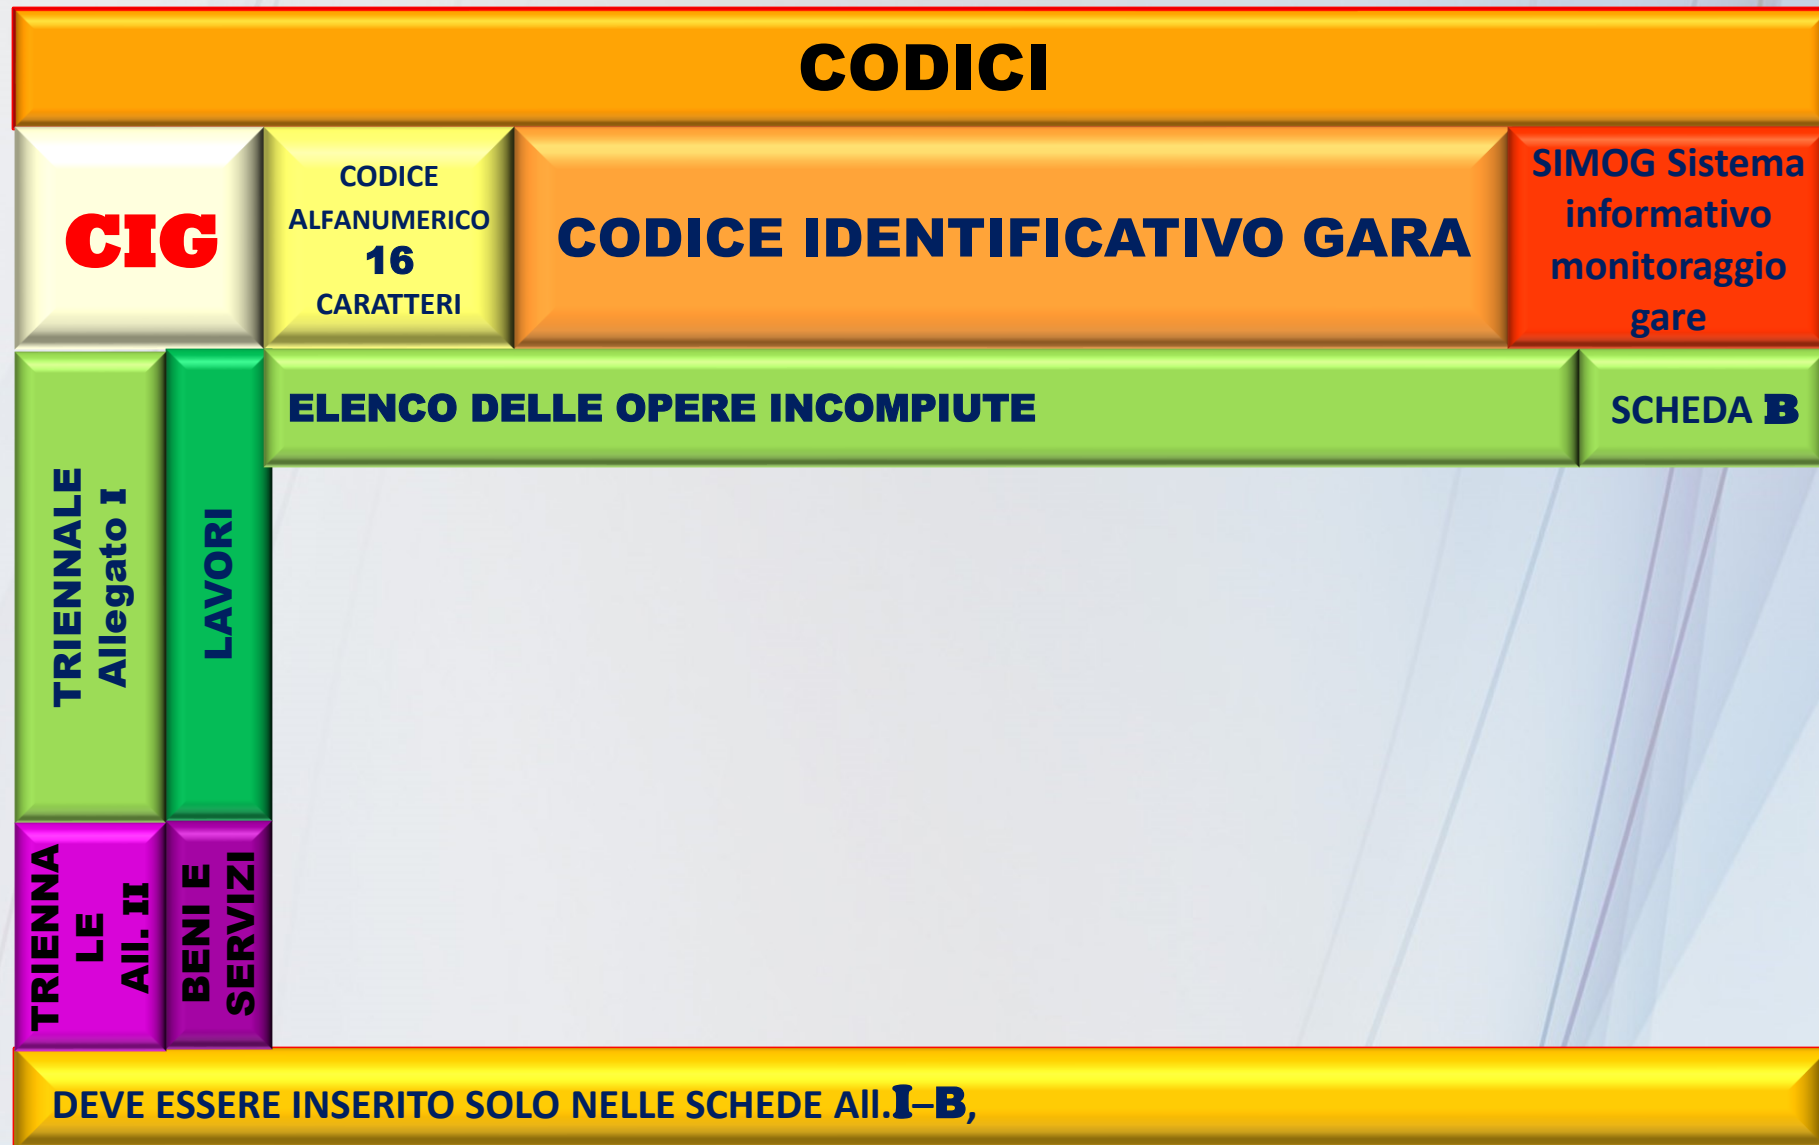 CODICI
CIG
CODICE
ALFANUMERICO
16
CARATTERI
CODICE IDENTIFICATIVO GARA
SIMOG Sistema
informativo
monitoraggio
gare
TRIENNALE
Allegato I
LAVORI
ELENCO DELLE OPERE INCOMPIUTE
SCHEDA B
TRIENNA
LE
All. II
BENI E
SERVIZI
DEVE ESSERE INSERITO SOLO NELLE SCHEDE All.I–B,